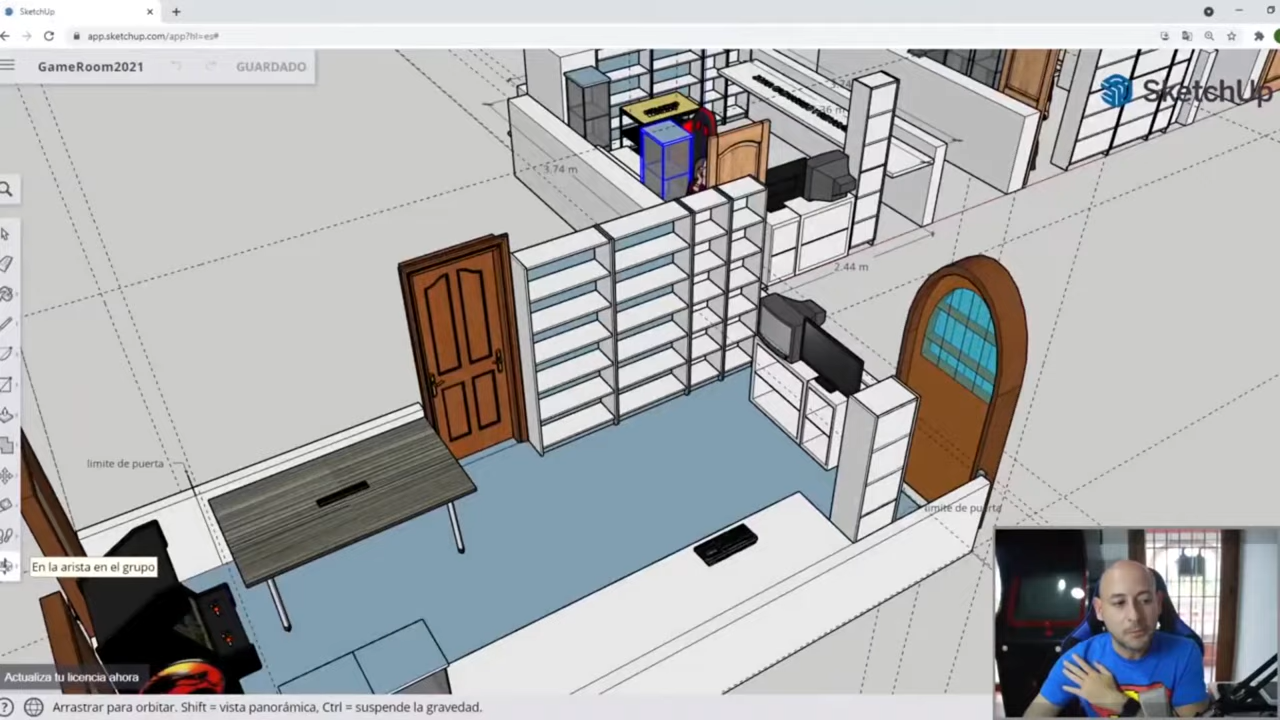 SketchUp
app.sketchup.com/app?hl=es#
GameRoom2021
GUARDADO
SketchUp
3.74 m
2.44 m
limite de puerta
limite de puerta
En la arista en el grupo
Actualiza tu licencia ahora
Arrastrar para orbitar. Shift = vista panorámica, Ctrl = suspende la gravedad.